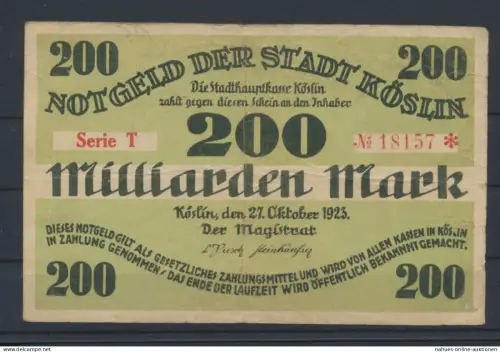 200 200
NOTGELD DER STADT KÖSLIN
Die Stadthauptkasse Köslin
zahlt gegen diesen Schein an den Inhaber
200
Serie T
№ 18157 *
Milliarden Mark
Köslin, den 27. Oktober 1923.
Der Magistrat
DIESES NOTGELD GILT ALS GESETZLICHES ZAHLUNGSMITTEL UND WIRD VON ALLEN KASSEN IN KÖSLIN
IN ZAHLUNG GENOMMEN / DAS ENDE DER LAUFZEIT WIRD ÖFFENTLICH BEKANNT GEMACHT.
200 200
www.nahues-online-auktionen